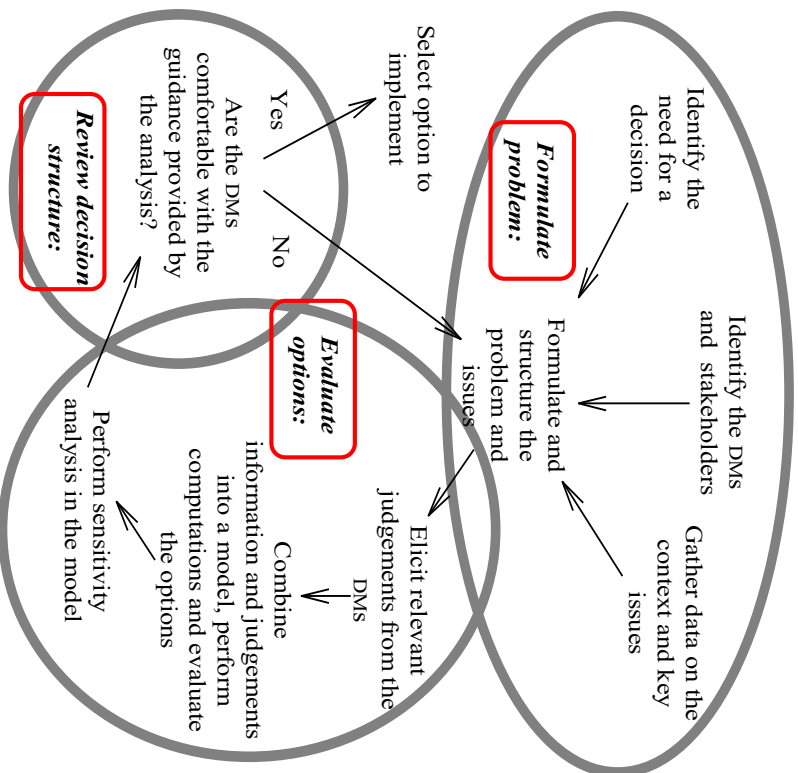 Identify the
need for a
decision
Identify the DMs
and stakeholders
Gather data on the
context and key
issues
Formulate
problem:
Formulate and
structure the
problem and
issues
Select option to
implement
Elicit relevant
judgements from the
DMs
Evaluate
options:
Combine
information and judgements
into a model, perform
computations and evaluate
the options
Yes
No
Are the DMs
comfortable with the
guidance provided by
the analysis?
Perform sensitivity
analysis in the model
Review decision
structure: